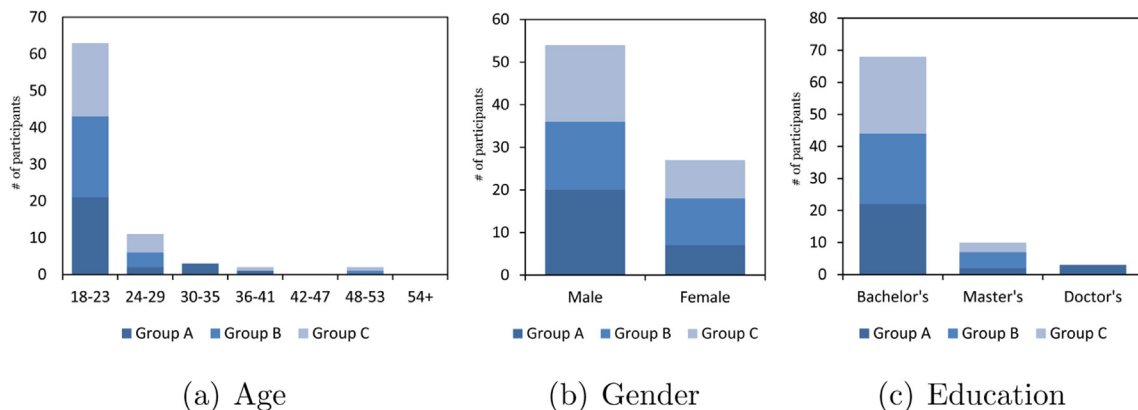 # of participants
70
60
50
40
30
20
10
0
18-23 24-29 30-35 36-41 42-47 48-53 54+
Group A Group B Group C
(a) Age
# of participants
60
50
40
30
20
10
0
Male Female
Group A Group B Group C
(b) Gender
# of participants
80
70
60
50
40
30
20
10
0
Bachelor's Master's Doctor's
Group A Group B Group C
(c) Education